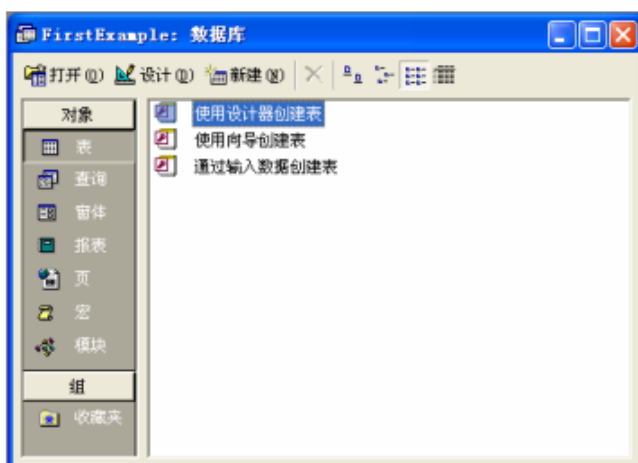 FirstExample: 数据库
打开(O) 设计(D) 新建(N)
对象
表
查询
窗体
报表
页
宏
模块
组
收藏夹
使用设计器创建表
使用向导创建表
通过输入数据创建表